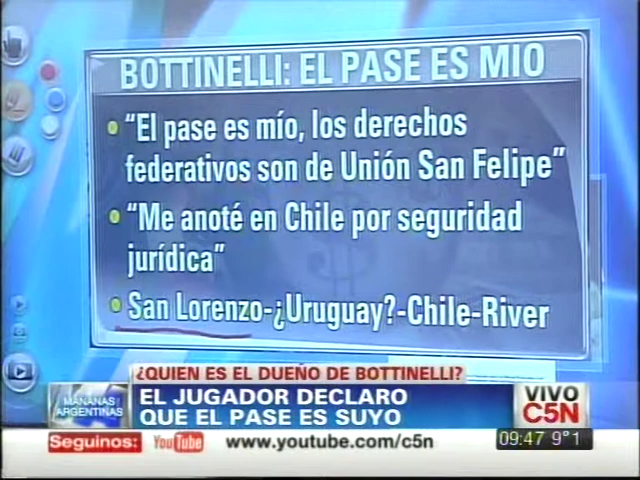 BOTTINELLI: EL PASE ES MIO
"El pase es mío, los derechos
federativos son de Unión San Felipe"
"Me anoté en Chile por seguridad
jurídica"
San Lorenzo-¿Uruguay?-Chile-River
¿QUIEN ES EL DUEÑO DE BOTTINELLI?
MAÑANAS
ARGENTINAS
EL JUGADOR DECLARO
QUE EL PASE ES SUYO
VIVO
C5N
Seguinos: YouTube www.youtube.com/c5n 09:47 9°1